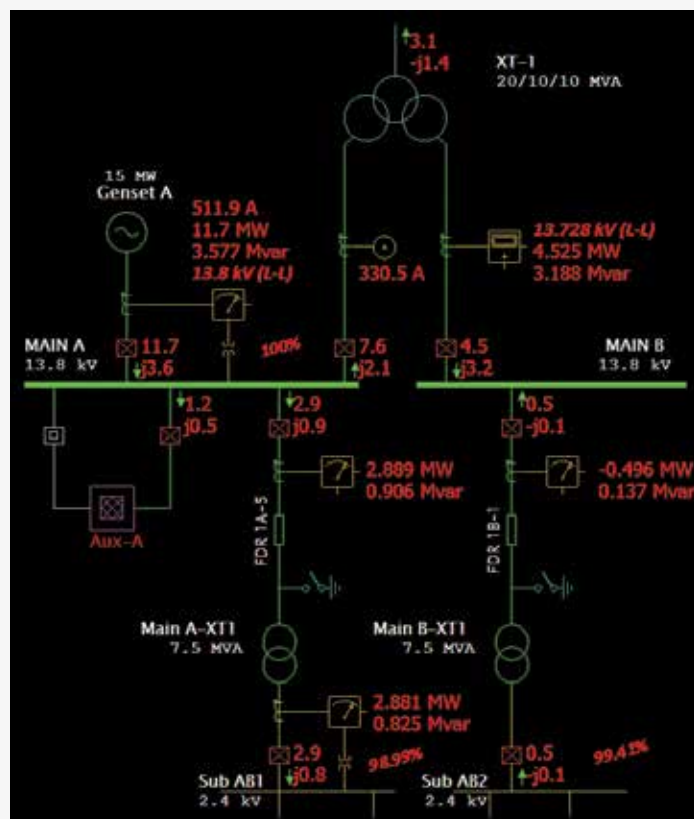 3.1
-j1.4
XT-1
20/10/10 MVA
15 MW
Genset A
511.9 A
11.7 MW
3.577 Mvar
13.8 kV (L-L)
13.728 kV (L-L)
4.525 MW
3.188 Mvar
330.5 A
MAIN A
13.8 kV
11.7
j3.6
100%
7.6
j2.1
4.5
j3.2
MAIN B
13.8 kV
1.2
j0.5
2.9
j0.9
0.5
-j0.1
2.889 MW
0.906 Mvar
-0.496 MW
0.137 Mvar
Aux-A
FDR 1A-5
FDR 1B-1
Main A-XT1
7.5 MVA
Main B-XT1
7.5 MVA
2.881 MW
0.825 Mvar
2.9
j0.8
98.99%
0.5
j0.1
99.41%
Sub AB1
2.4 kV
Sub AB2
2.4 kV